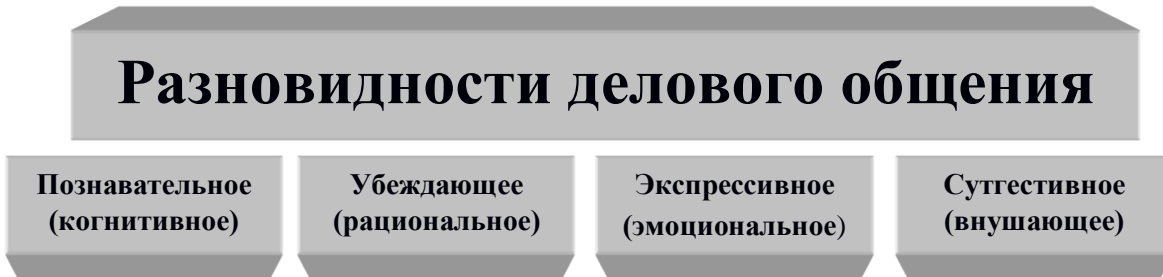 Разновидности делового общения
Познавательное
(когнитивное)
Убеждающее
(рациональное)
Экспрессивное
(эмоциональное)
Сутгестивное
(внушающее)